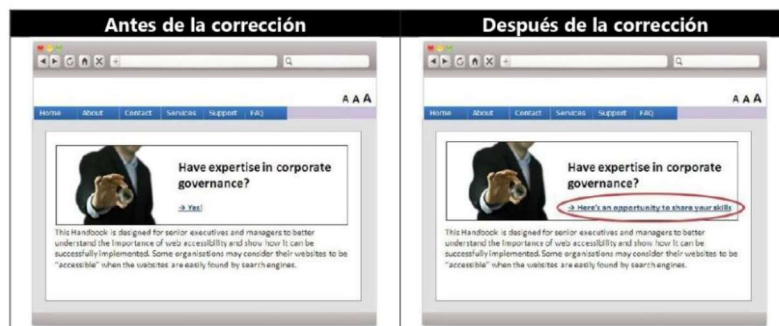 Antes de la corrección
Después de la corrección
A A A
Home About Contact Services Support FAQ
Have expertise in corporate
governance?
→ Yes!
This Handbook is designed for senior executives and managers to better
understand the Importance of web accessibility and show how it can be
successfully implemented. Some organisations may consider their websites to be
"accessible" when the websites are easily found by search engines.
A A A
Home About Contact Services Support FAQ
Have expertise in corporate
governance?
→ Here's an opportunity to share your skills
This Handbook is designed for senior executives and managers to better
understand the Importance of web accessibility and show how it can be
successfully implemented. Some organisations may consider their websites to be
"accessible" when the websites are easily found by search engines.